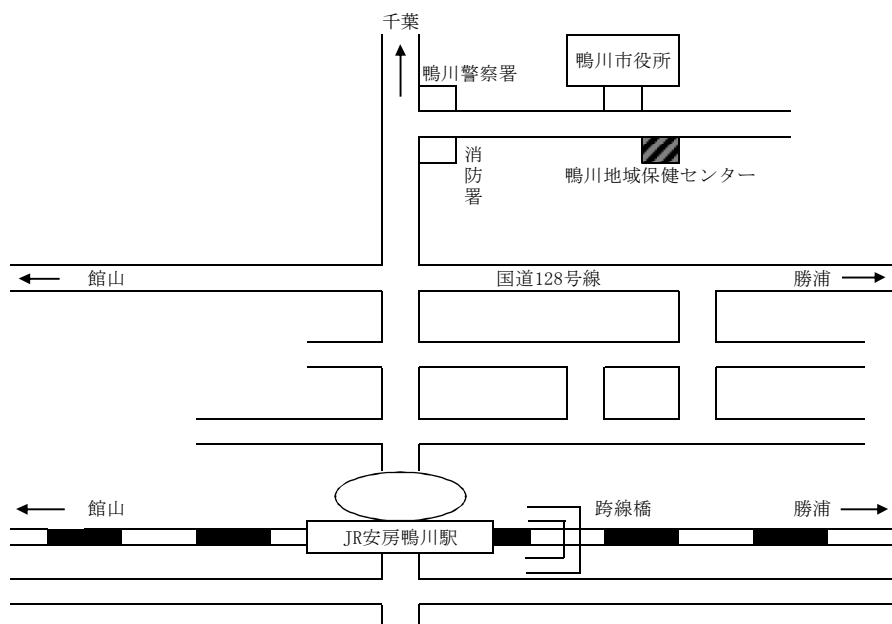 千葉
鴨川市役所
鴨川警察署
消防署
鴨川地域保健センター
館山
国道128号線
勝浦
館山
跨線橋
勝浦
JR安房鴨川駅